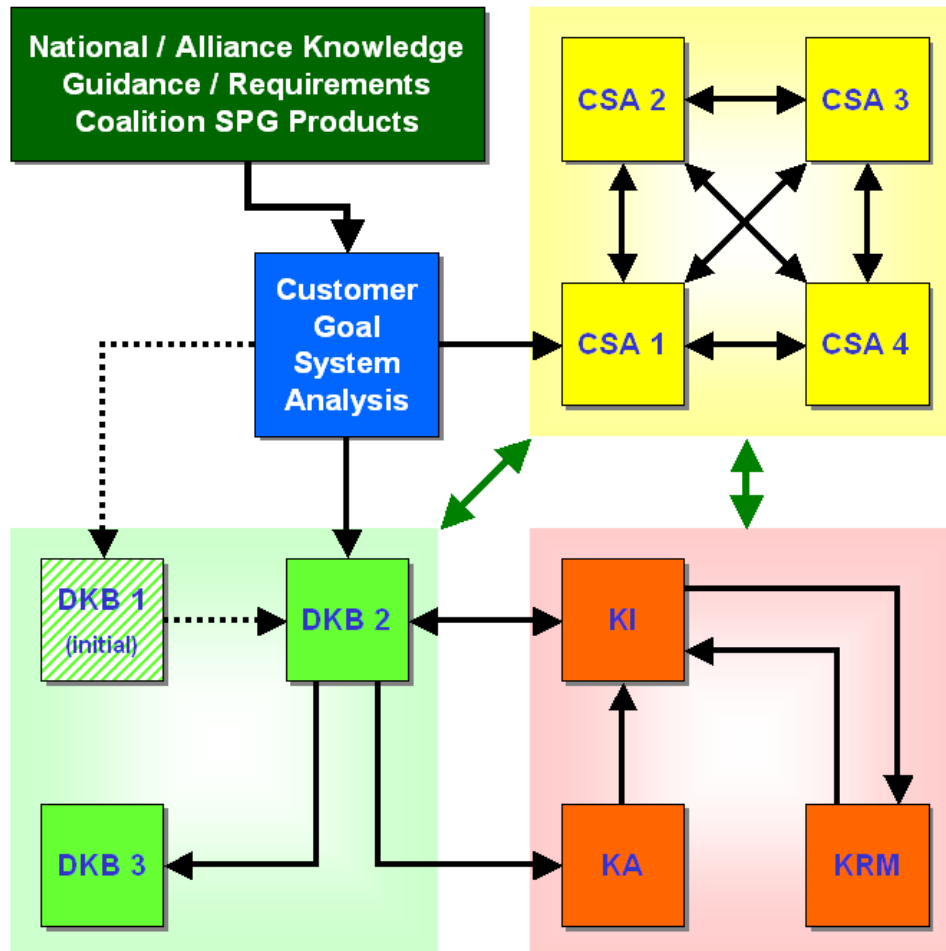 National / Alliance Knowledge
Guidance / Requirements
Coalition SPG Products
CSA 2
CSA 3
Customer
Goal
System
Analysis
CSA 1
CSA 4
DKB 1
(initial)
DKB 2
KI
DKB 3
KA
KRM